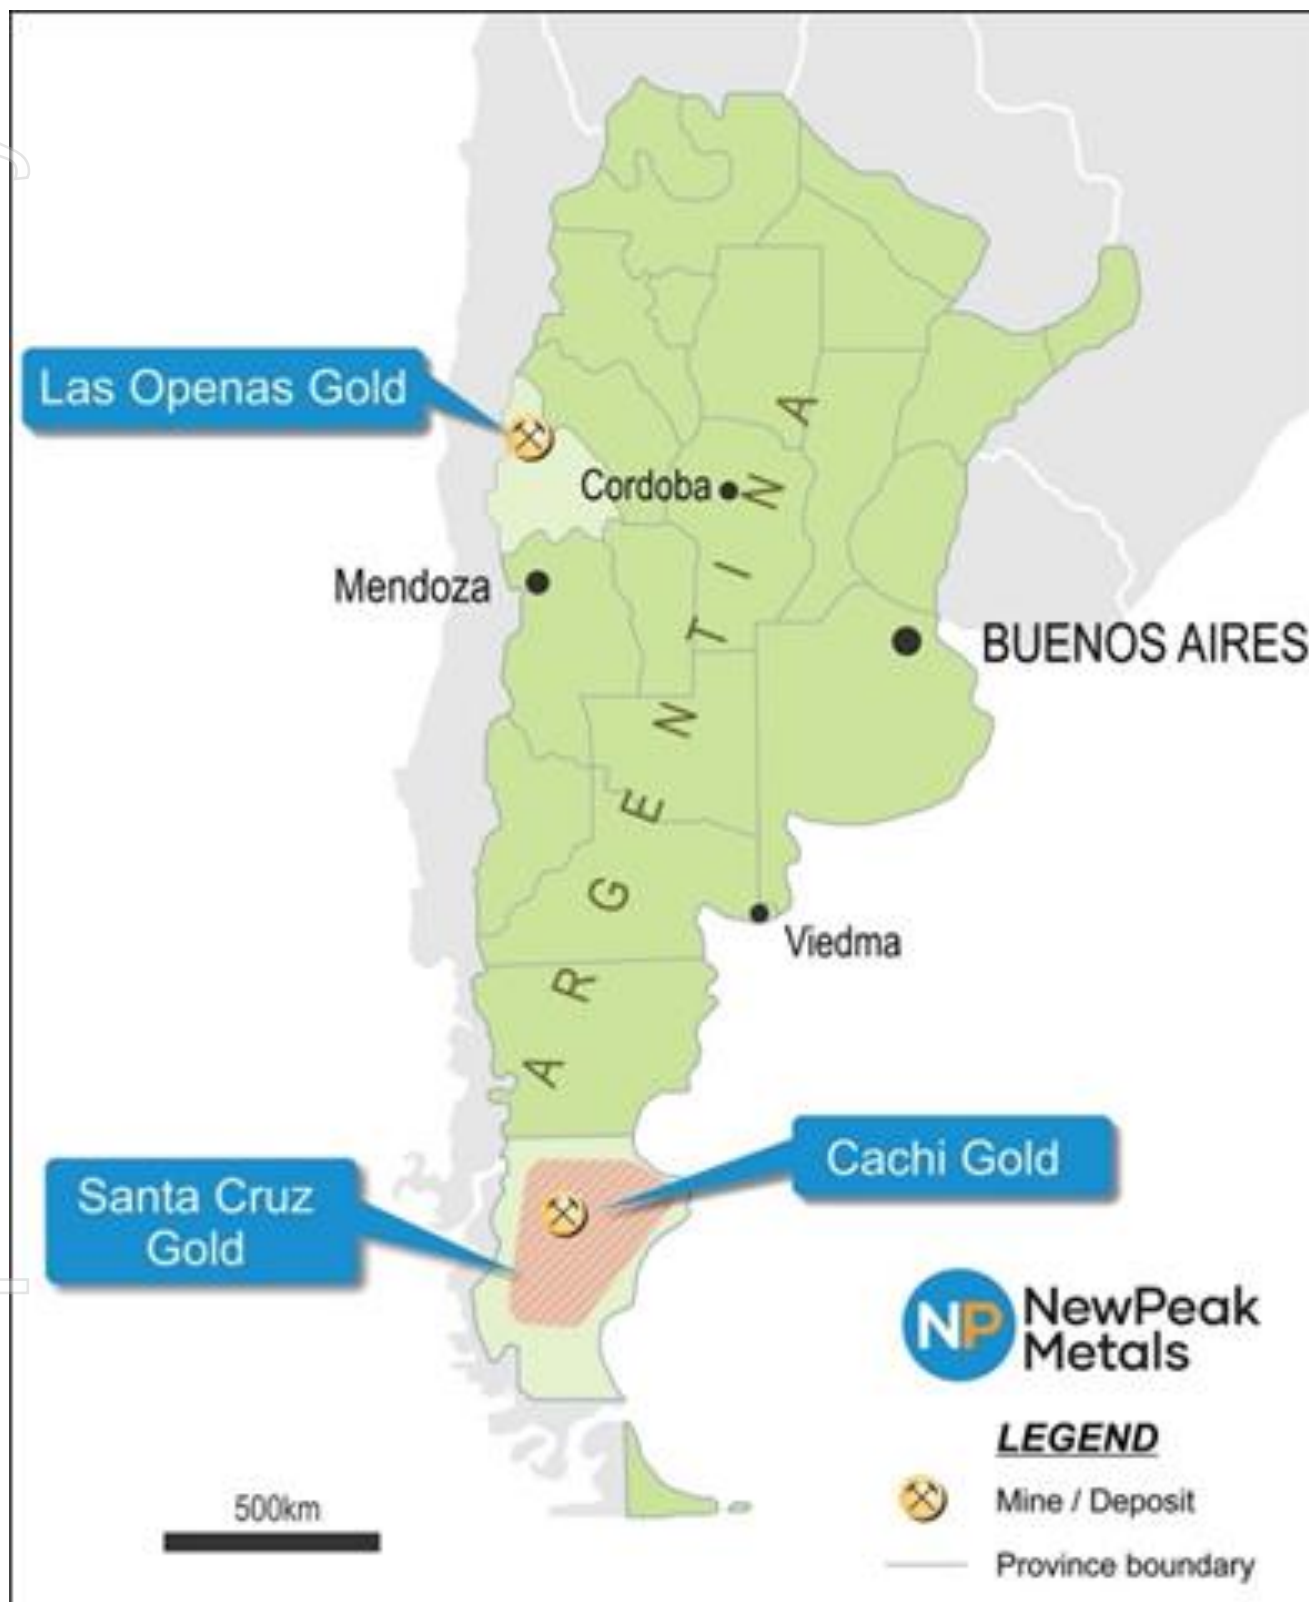 Las Openas Gold
Cordoba
Mendoza
BUENOS AIRES
ARGENTINA
Viedma
Cachi Gold
Santa Cruz
Gold
NP NewPeak
Metals
LEGEND
Mine / Deposit
Province boundary
500km